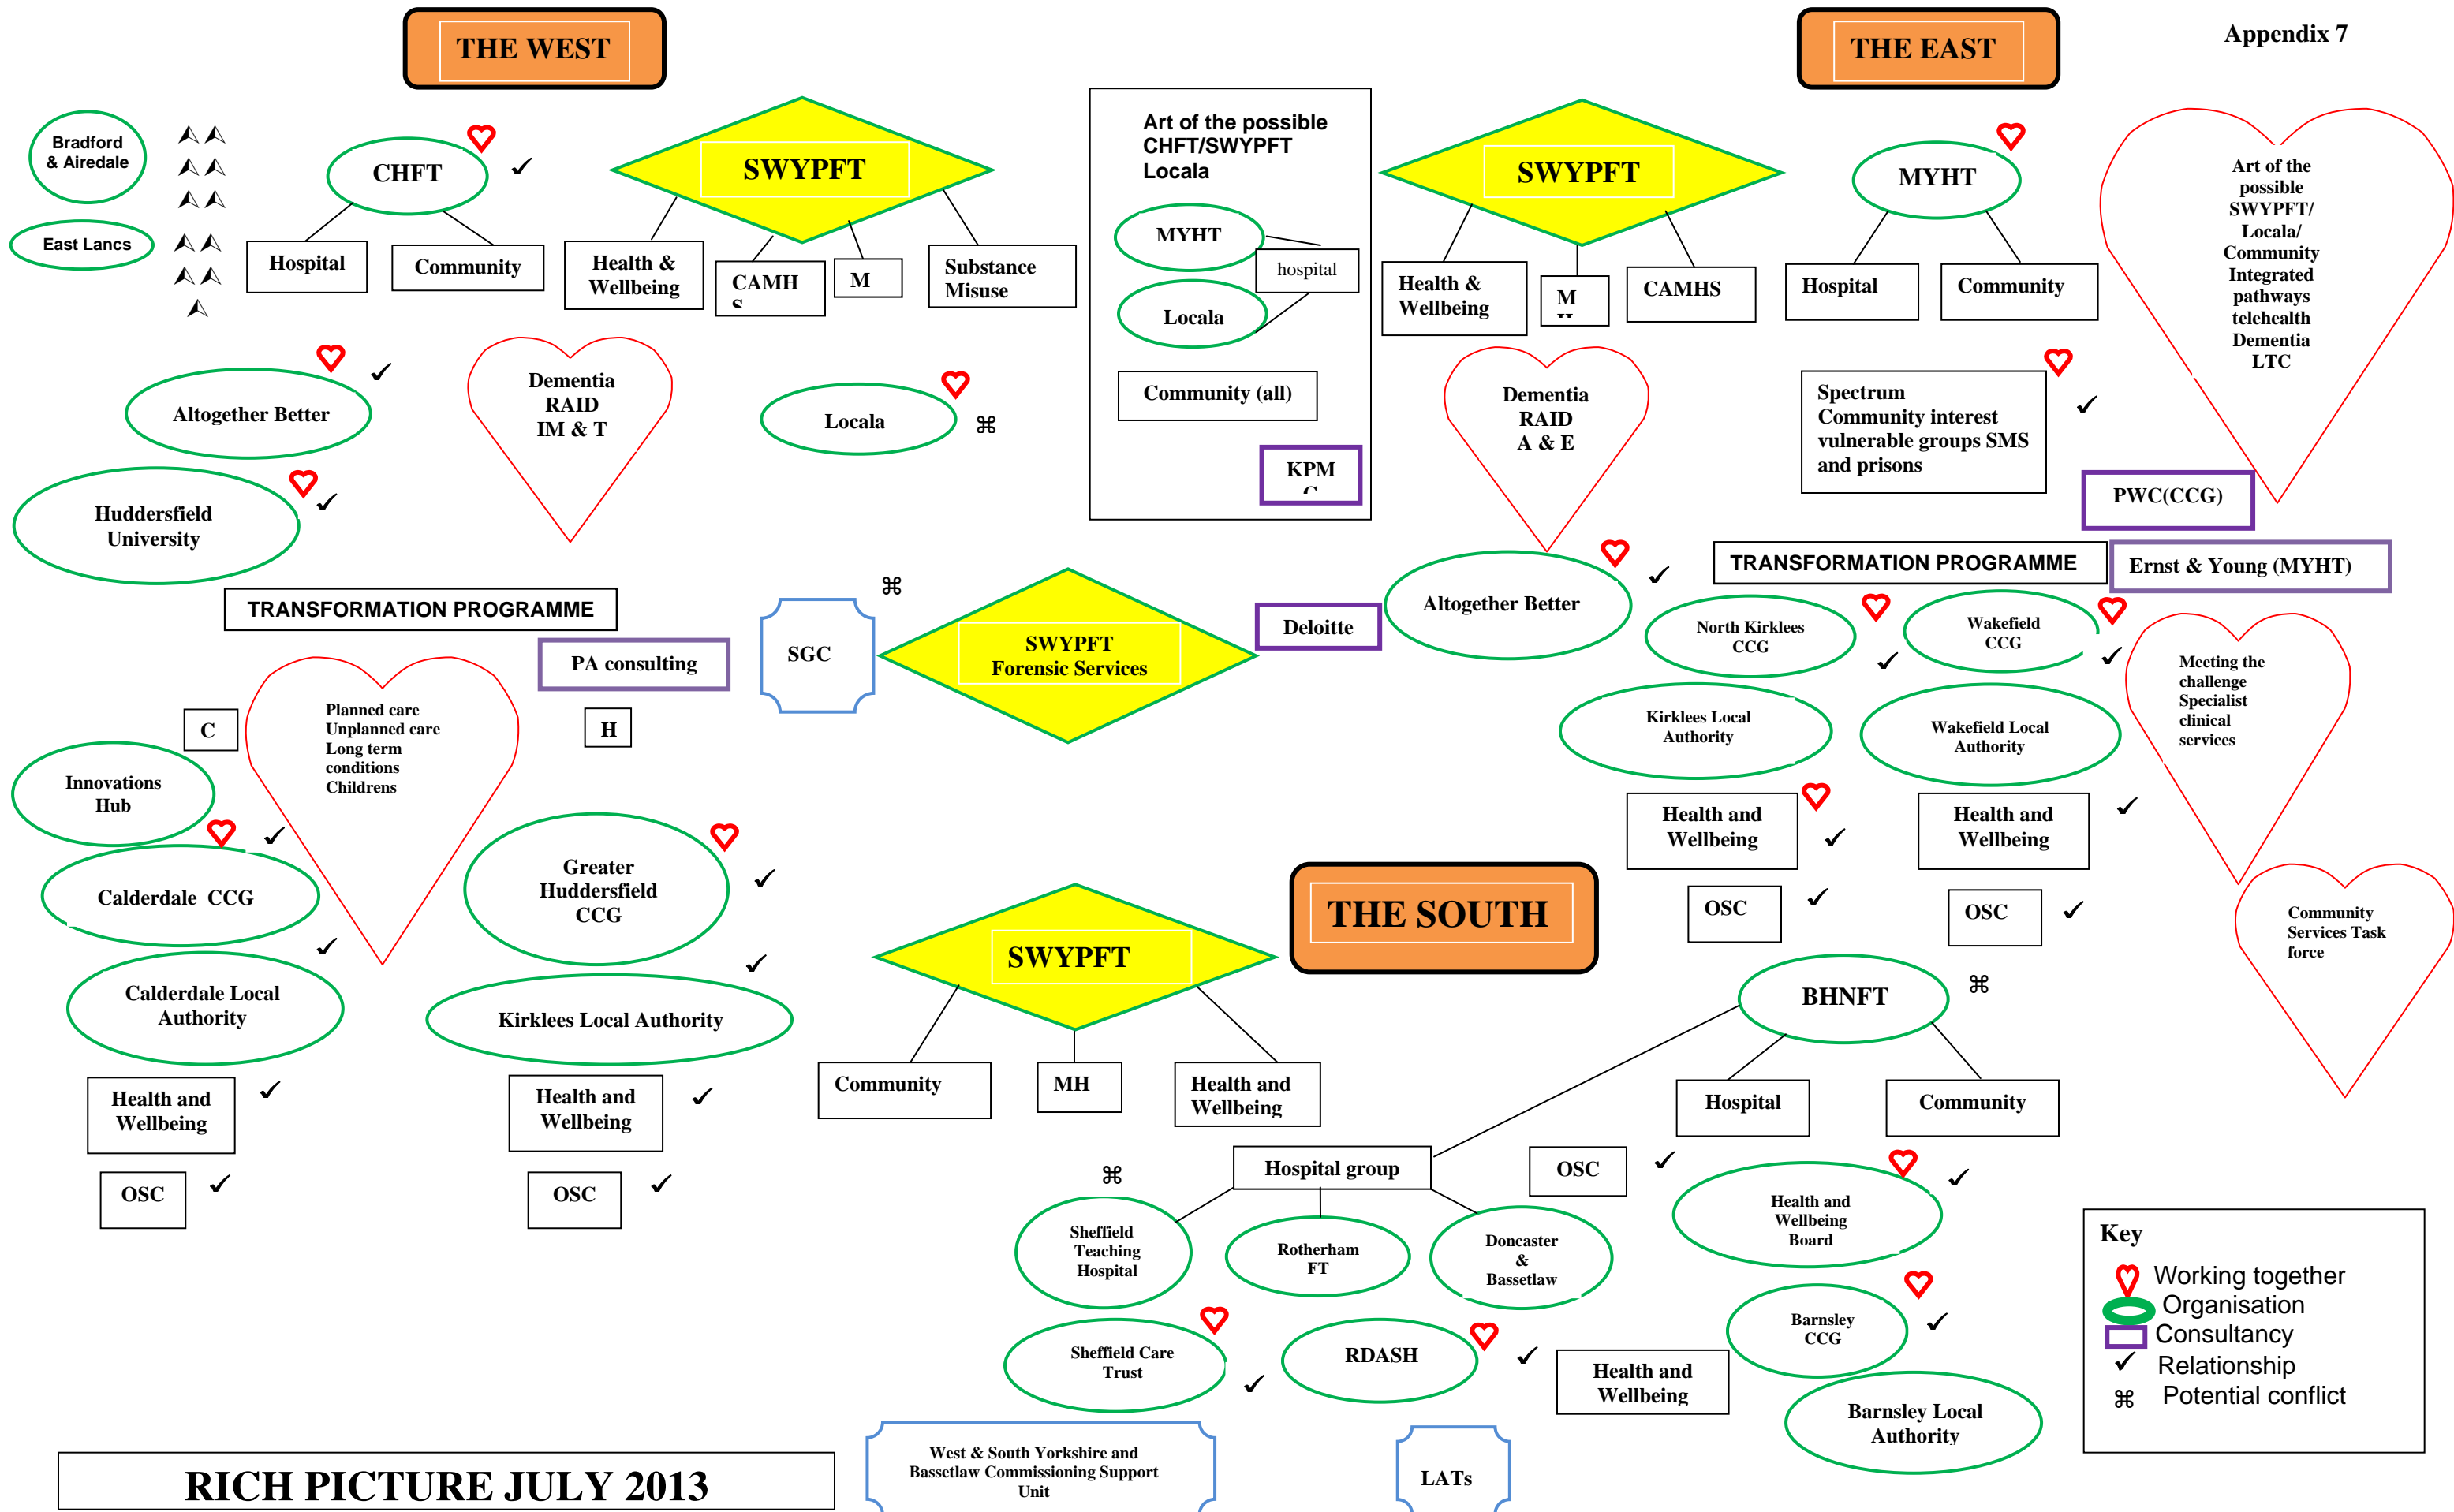 THE WEST
THE EAST
Appendix 7
Bradford
& Airedale
East Lancs
CHFT
Hospital
Community
SWYPFT
Health &
Wellbeing
CAMH
S
M
Substance
Misuse
Art of the possible
CHFT/SWYPFT
Locala
MYHT
hospital
Locala
Community (all)
KPM
G
SWYPFT
Health &
Wellbeing
M
H
CAMHS
MYHT
Hospital
Community
Art of the
possible
SWYPFT/
Locala/
Community
Integrated
pathways
telehealth
Dementia
LTC
Altogether Better
Dementia
RAID
IM & T
Locala
Dementia
RAID
A & E
Spectrum
Community interest
vulnerable groups SMS
and prisons
Huddersfield
University
PWC(CCG)
TRANSFORMATION PROGRAMME
PA consulting
SGC
SWYPFT
Forensic Services
Deloitte
Altogether Better
TRANSFORMATION PROGRAMME
Ernst & Young (MYHT)
North Kirklees
CCG
Wakefield
CCG
Kirklees Local
Authority
Wakefield Local
Authority
Meeting the
challenge
Specialist
clinical
services
C
Planned care
Unplanned care
Long term
conditions
Childrens
H
Innovations
Hub
Health and
Wellbeing
Health and
Wellbeing
Calderdale CCG
Greater
Huddersfield
CCG
OSC
OSC
Community
Services Task
force
THE SOUTH
SWYPFT
Calderdale Local
Authority
Kirklees Local Authority
BHNFT
Community
MH
Health and
Wellbeing
Hospital
Community
Health and
Wellbeing
Health and
Wellbeing
OSC
OSC
Hospital group
OSC
Sheffield
Teaching
Hospital
Rotherham
FT
Doncaster
&
Bassetlaw
Health and
Wellbeing
Board
Sheffield Care
Trust
RDASH
Health and
Wellbeing
Barnsley
CCG
Barnsley Local
Authority
Key
Working together
Organisation
Consultancy
Relationship
Potential conflict
RICH PICTURE JULY 2013
West & South Yorkshire and
Bassetlaw Commissioning Support
Unit
LATs